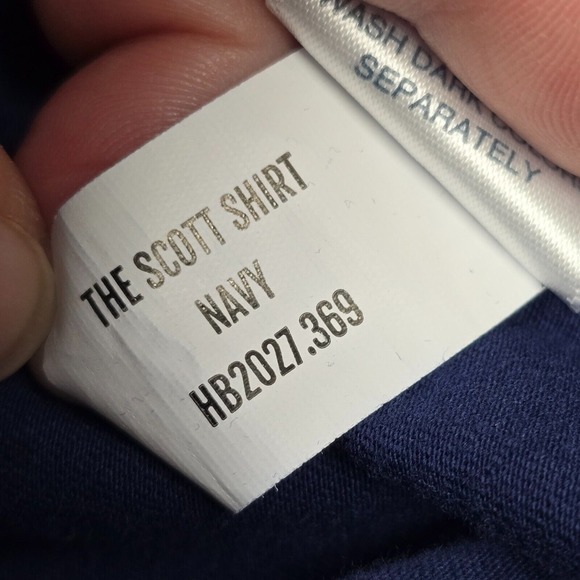 WASH DARK
SEPARATELY
THE SCOTT SHIRT
NAVY
HB2027.369